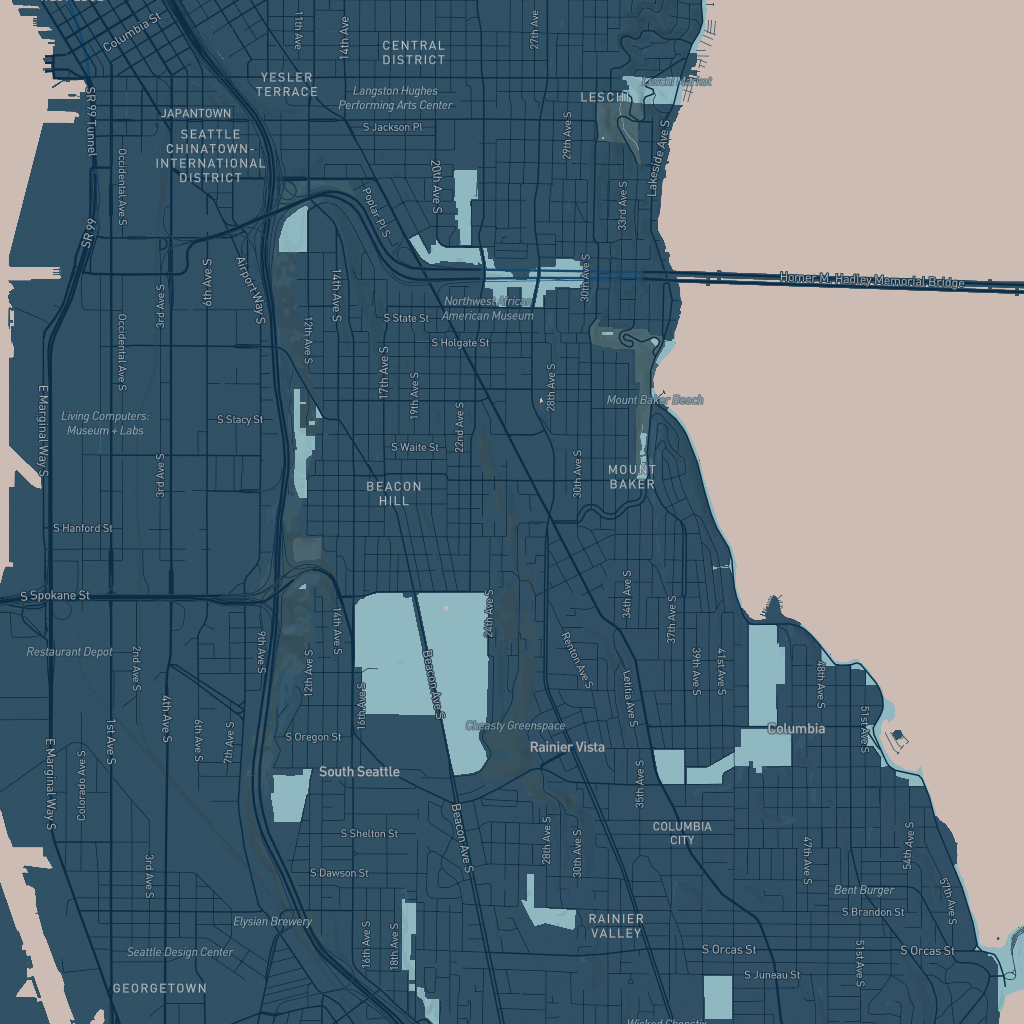 Columbia St
11th Ave
14th Ave
27th Ave
CENTRAL
DISTRICT
YESLER
TERRACE
Langston Hughes
Performing Arts Center
LESCHI
SR 99 Tunnel
JAPANTOWN
S Jackson Pl
SEATTLE
CHINATOWN-
INTERNATIONAL
DISTRICT
Occidental Ave S
29th Ave S
Lakeside Ave S
20th Ave S
Poplar Pl S
33rd Ave S
SR 99
6th Ave S
Airport Way S
3rd Ave S
14th Ave S
30th Ave S
Homer M. Hadley Memorial Bridge
Northwest African
American Museum
S State St
Occidental Ave S
12th Ave S
S Holgate St
17th Ave S
19th Ave S
28th Ave S
Mount Baker Beach
E Marginal Way S
Living Computers:
Museum + Labs
S Stacy St
22nd Ave S
S Waite St
3rd Ave S
30th Ave S
MOUNT
BAKER
BEACON
HILL
S Hanford St
S Spokane St
14th Ave S
24th Ave S
34th Ave S
37th Ave S
9th Ave S
Restaurant Depot
2nd Ave S
12th Ave S
16th Ave S
Beacon Ave S
Renton Ave S
Letitia Ave S
39th Ave S
41st Ave S
48th Ave S
51st Ave S
4th Ave S
1st Ave S
6th Ave S
7th Ave S
S Oregon St
Cheasty Greenspace
Rainier Vista
Columbia
E Marginal Way S
Colorado Ave S
South Seattle
35th Ave S
S Shelton St
Beacon Ave S
28th Ave S
30th Ave S
COLUMBIA
CITY
47th Ave S
54th Ave S
3rd Ave S
S Dawson St
Bent Burger
57th Ave S
S Brandon St
Elysian Brewery
16th Ave S
18th Ave S
RAINIER
VALLEY
Seattle Design Center
S Orcas St
51st Ave S
S Orcas St
S Juneau St
GEORGETOWN